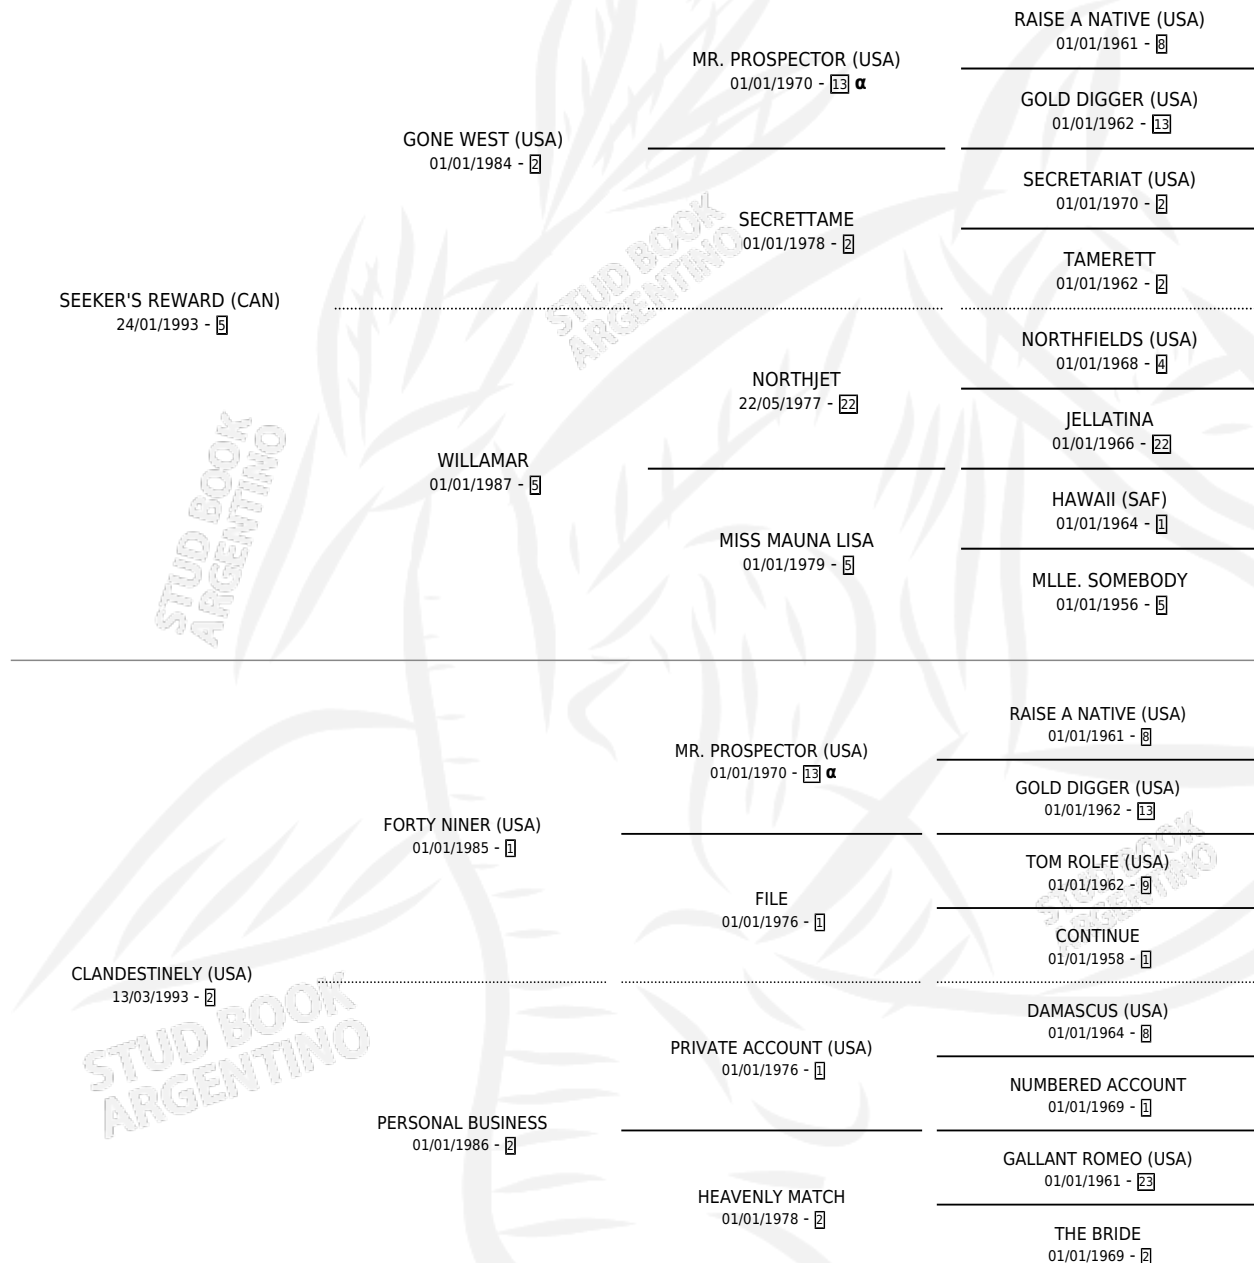 RAISE A NATIVE (USA)
01/01/1961 - 8
MR. PROSPECTOR (USA)
01/01/1970 - 13 α
GOLD DIGGER (USA)
01/01/1962 - 13
GONE WEST (USA)
01/01/1984 - 2
SECRETARIAT (USA)
01/01/1970 - 2
SECRETTAME
01/01/1978 - 2
TAMERETT
01/01/1962 - 2
SEEKER'S REWARD (CAN)
24/01/1993 - 5
NORTHFIELDS (USA)
01/01/1968 - 4
NORTHJET
22/05/1977 - 22
JELLATINA
01/01/1966 - 22
WILLAMAR
01/01/1987 - 5
HAWAII (SAF)
01/01/1964 - 1
MISS MAUNA LISA
01/01/1979 - 5
MLLE. SOMEBODY
01/01/1956 - 5
STUD BOOK
ARGENTINO
STUD BOOK
ARGENTINO
RAISE A NATIVE (USA)
01/01/1961 - 8
MR. PROSPECTOR (USA)
01/01/1970 - 13 α
GOLD DIGGER (USA)
01/01/1962 - 13
FORTY NINER (USA)
01/01/1985 - 1
TOM ROLFE (USA)
01/01/1962 - 9
FILE
01/01/1976 - 1
CONTINUE
01/01/1958 - 1
CLANDESTINELY (USA)
13/03/1993 - 2
DAMASCUS (USA)
01/01/1964 - 8
PRIVATE ACCOUNT (USA)
01/01/1976 - 1
NUMBERED ACCOUNT
01/01/1969 - 1
PERSONAL BUSINESS
01/01/1986 - 2
GALLANT ROMEO (USA)
01/01/1961 - 23
HEAVENLY MATCH
01/01/1978 - 2
THE BRIDE
01/01/1969 - 2
STUD BOOK
ARGENTINO
STUD BOOK
ARGENTINO